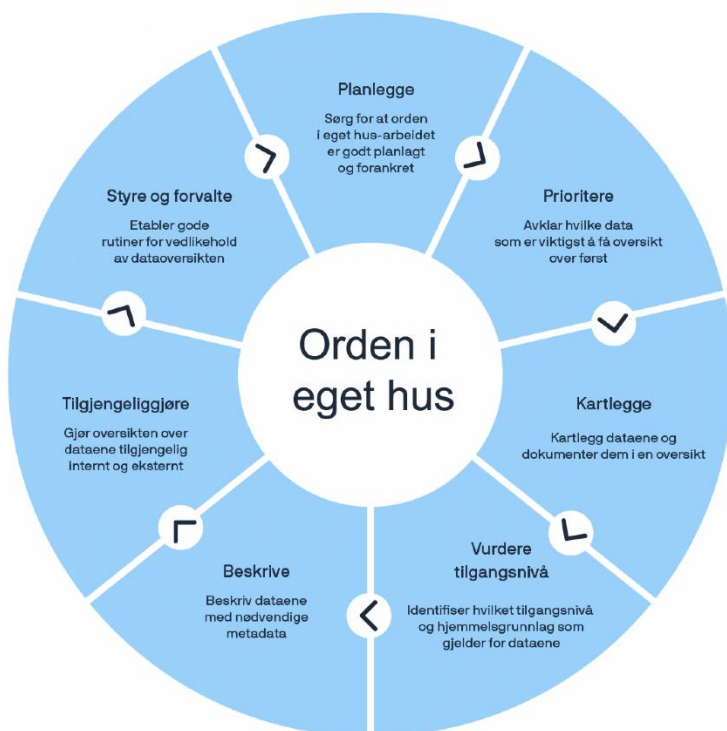 Planlegge
Sørg for at orden
i eget hus-arbeidet
er godt planlagt
og forankret
Prioritere
Avklar hvilke data
som er viktigst å få oversikt
over først
Kartlegge
Kartlegg dataene og
dokumenter dem i en oversikt
Vurdere
tilgangsnivå
Identifiser hvilket tilgangsnivå
og hjemmelsgrunnlag som
gjelder for dataene
Beskrive
Beskriv dataene
med nødvendige
metadata
Tilgjengeliggjøre
Gjør oversikten over
dataene tilgjengelig
internt og eksternt
Styre og forvalte
Etabler gode
rutiner for vedlikehold
av dataoversikten
Orden i
eget hus